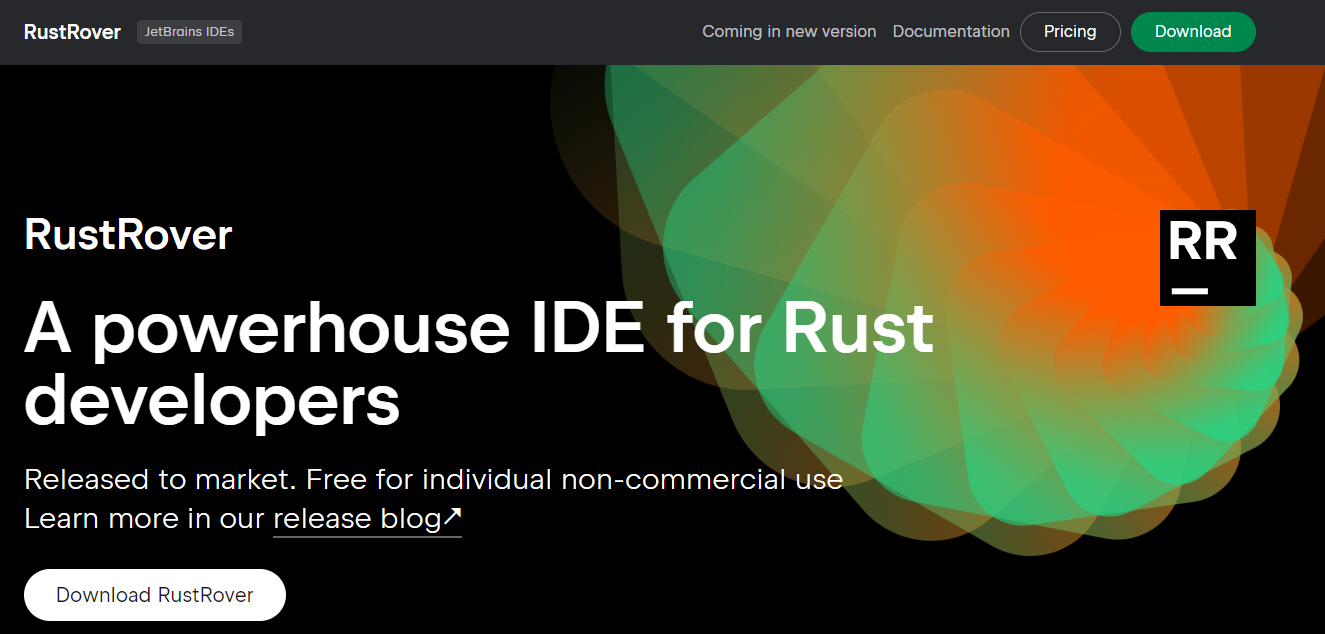 RustRover JetBrains IDEs Coming in new version Documentation Pricing Download
RR
RustRover
A powerhouse IDE for Rust
developers
Released to market. Free for individual non-commercial use
Learn more in our release blog↗
Download RustRover